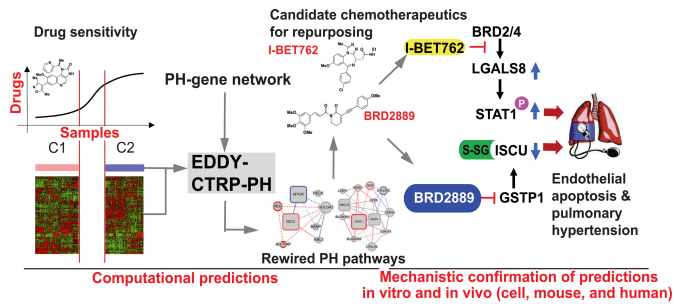 Drug sensitivity
Drugs
Samples
C1
C2
PH-gene network
EDDY-
CTRP-PH
Candidate chemotherapeutics
for repurposing
I-BET762
BRD2889
Rewired PH pathways
I-BET762
BRD2/4
LGALS8
STAT1
P
S-SG
ISCU
BRD2889
GSTP1
Endothelial
apoptosis &
pulmonary
hypertension
Computational predictions
Mechanistic confirmation of predictions
in vitro and in vivo (cell, mouse, and human)